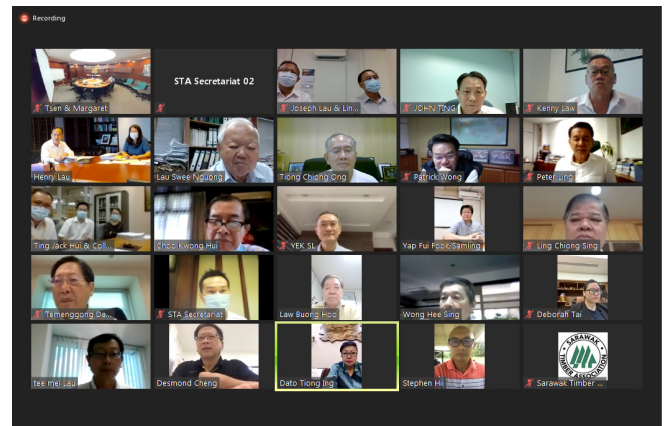 Recording
Tsen & Margaret
STA Secretariat 02
Joseph Lau & Lin...
JOHN TING
Kenny Law
Henry Lau
Lau Swee Nguong
Tiong Chiong Ong
Patrick Wong
Peter Ling
Ting Jack Hui & Coll...
Choo Kwong Hui
YEK SL
Yap Fui Fook/Samling
Ling Chiong Sing
Temenggong Da...
STA Secretariat
Law Buong Hoo
Wong Hee Sing
Deborah Tai
tee mei Lau
Desmond Cheng
Dato Tiong Ing
Stephen H
SARAWAK
TIMBER ASSOCIATION
Sarawak Timber ...